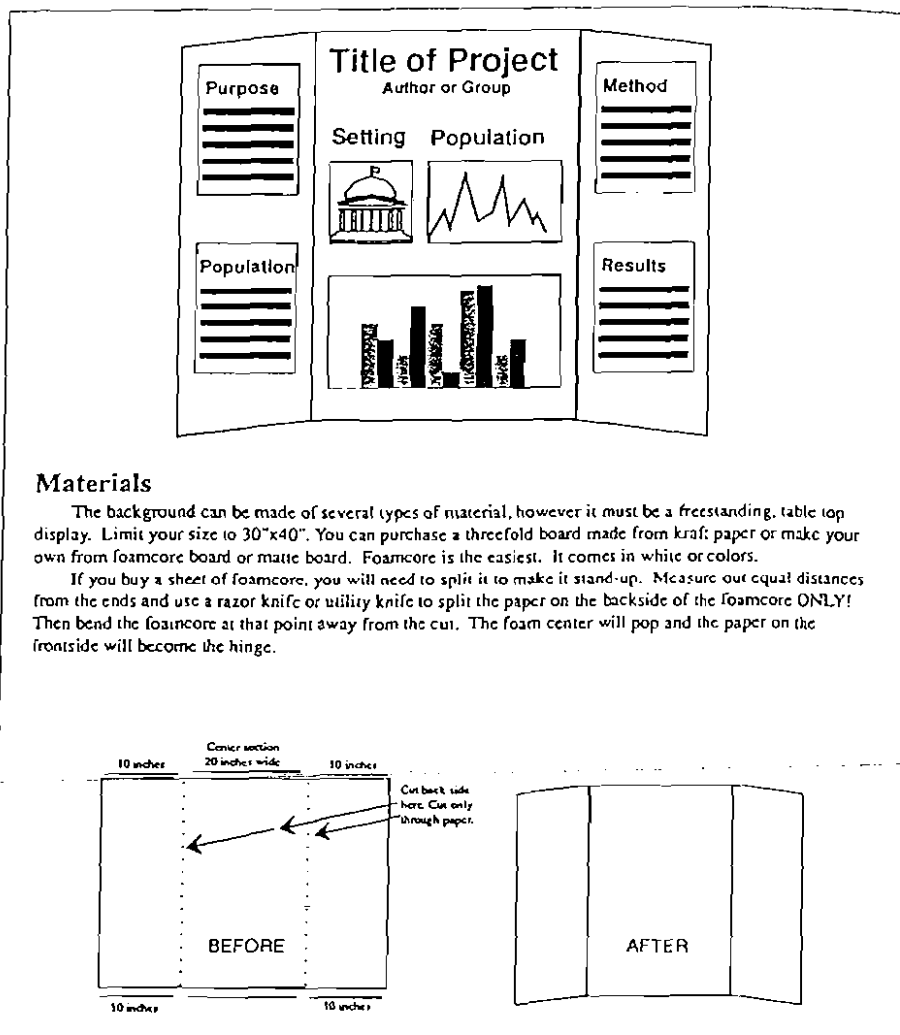 Title of Project
Author or Group
Purpose
Method
Setting Population
Population
Results
Materials
The background can be made of several types of material, however it must be a freestanding, table top
display. Limit your size to 30"x40". You can purchase a threefold board made from kraft paper or make your
own from foamcore board or matte board. Foamcore is the easiest. It comes in white or colors.
If you buy a sheet of foamcore, you will need to split it to make it stand-up. Measure out equal distances
from the ends and use a razor knife or utility knife to split the paper on the backside of the foamcore ONLY!
Then bend the foamcore at that point away from the cut. The foam center will pop and the paper on the
frontside will become the hinge.
Center section
10 inches 20 inches wide 10 inches
Cut back side
here. Cut only
through paper.
BEFORE
AFTER
10 inches 10 inches